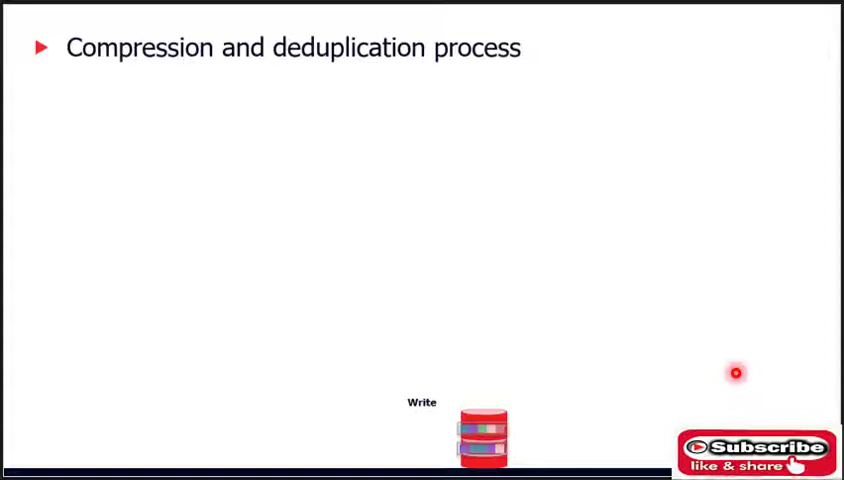 Compression and deduplication process
Write
Subscribe
like & share